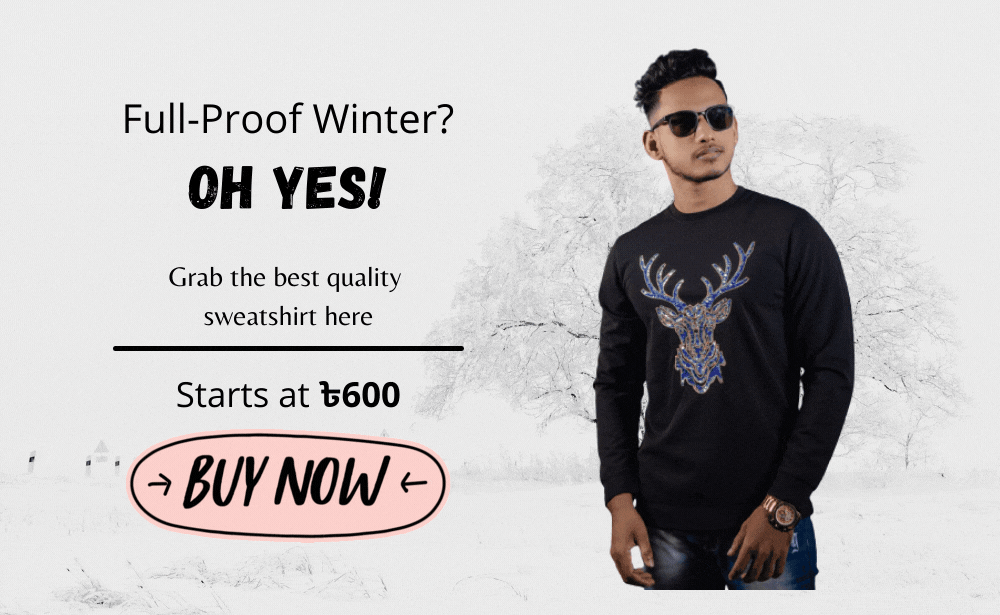 Full-Proof Winter?
OH YES!
Grab the best quality
sweatshirt here
Starts at ৳600
BUY NOW